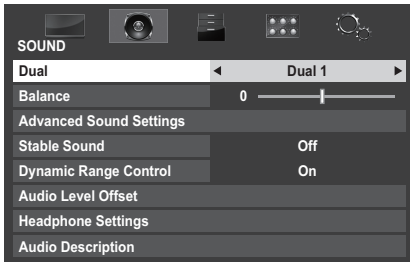 SOUND
Dual Dual 1
Balance 0
Advanced Sound Settings
Stable Sound Off
Dynamic Range Control On
Audio Level Offset
Headphone Settings
Audio Description